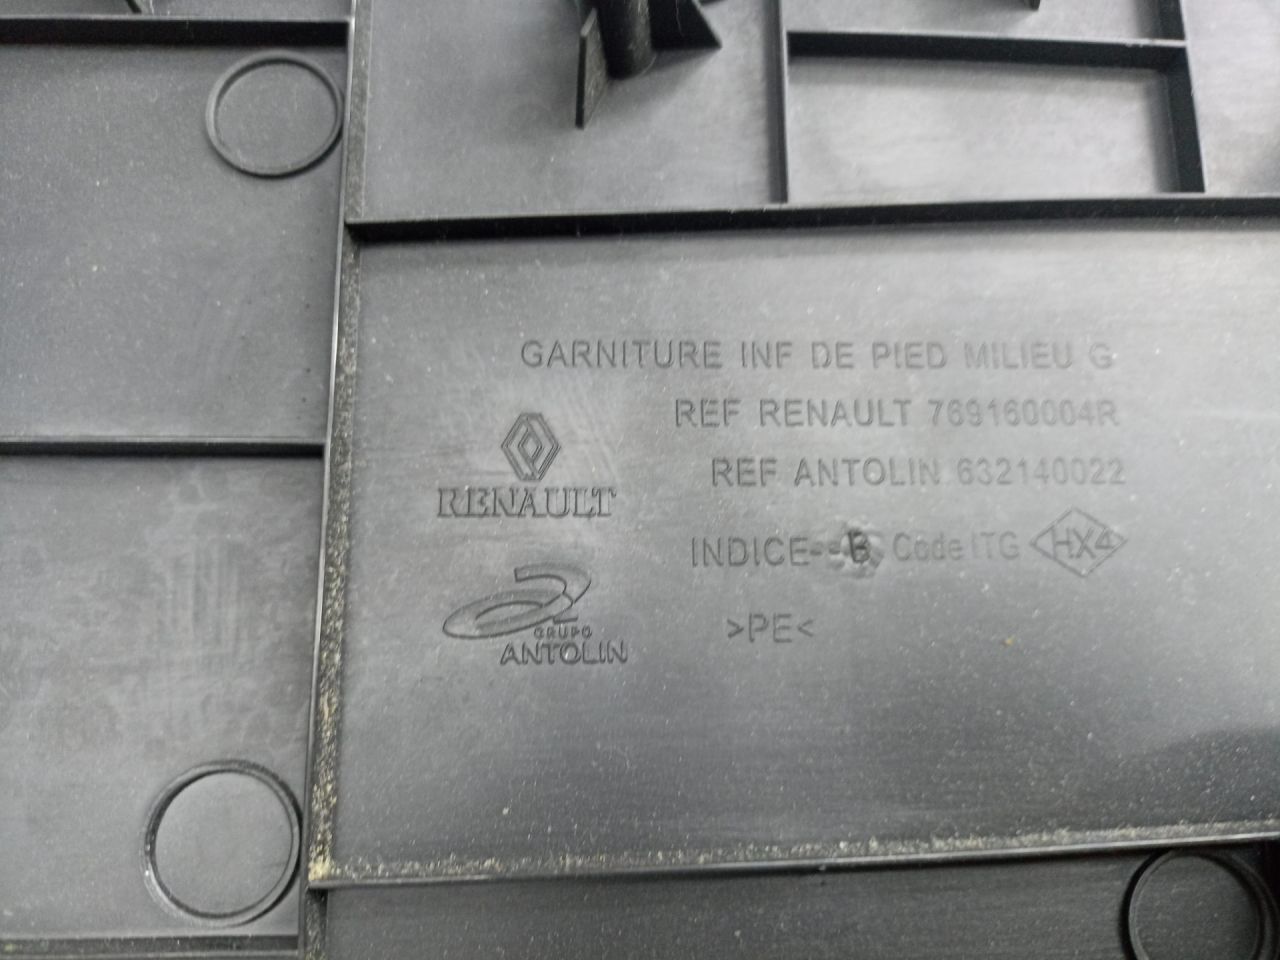 GARNITURE INF DE PIED MILIEU G
REF RENAULT 769160004R
REF ANTOLIN 632140022
RENAULT
INDICE--B Code ITG HX4
GRUPO
ANTOLIN
>PE<